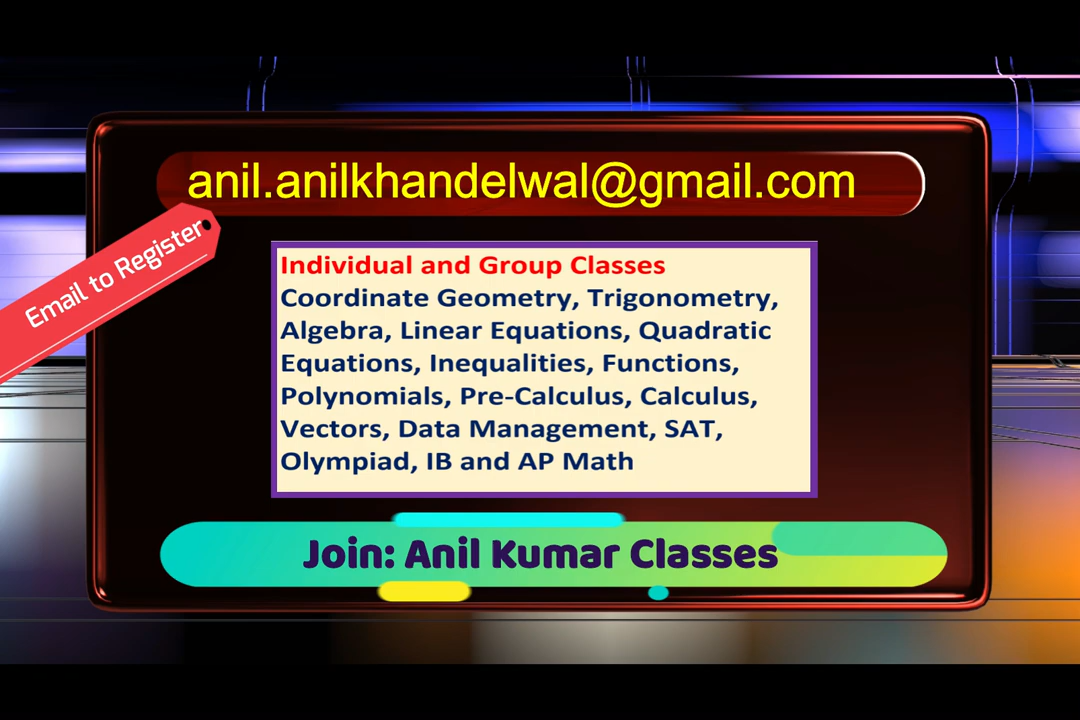 anil.anilkhandelwal@gmail.com
Email to Register
Individual and Group Classes
Coordinate Geometry, Trigonometry,
Algebra, Linear Equations, Quadratic
Equations, Inequalities, Functions,
Polynomials, Pre-Calculus, Calculus,
Vectors, Data Management, SAT,
Olympiad, IB and AP Math
Join: Anil Kumar Classes